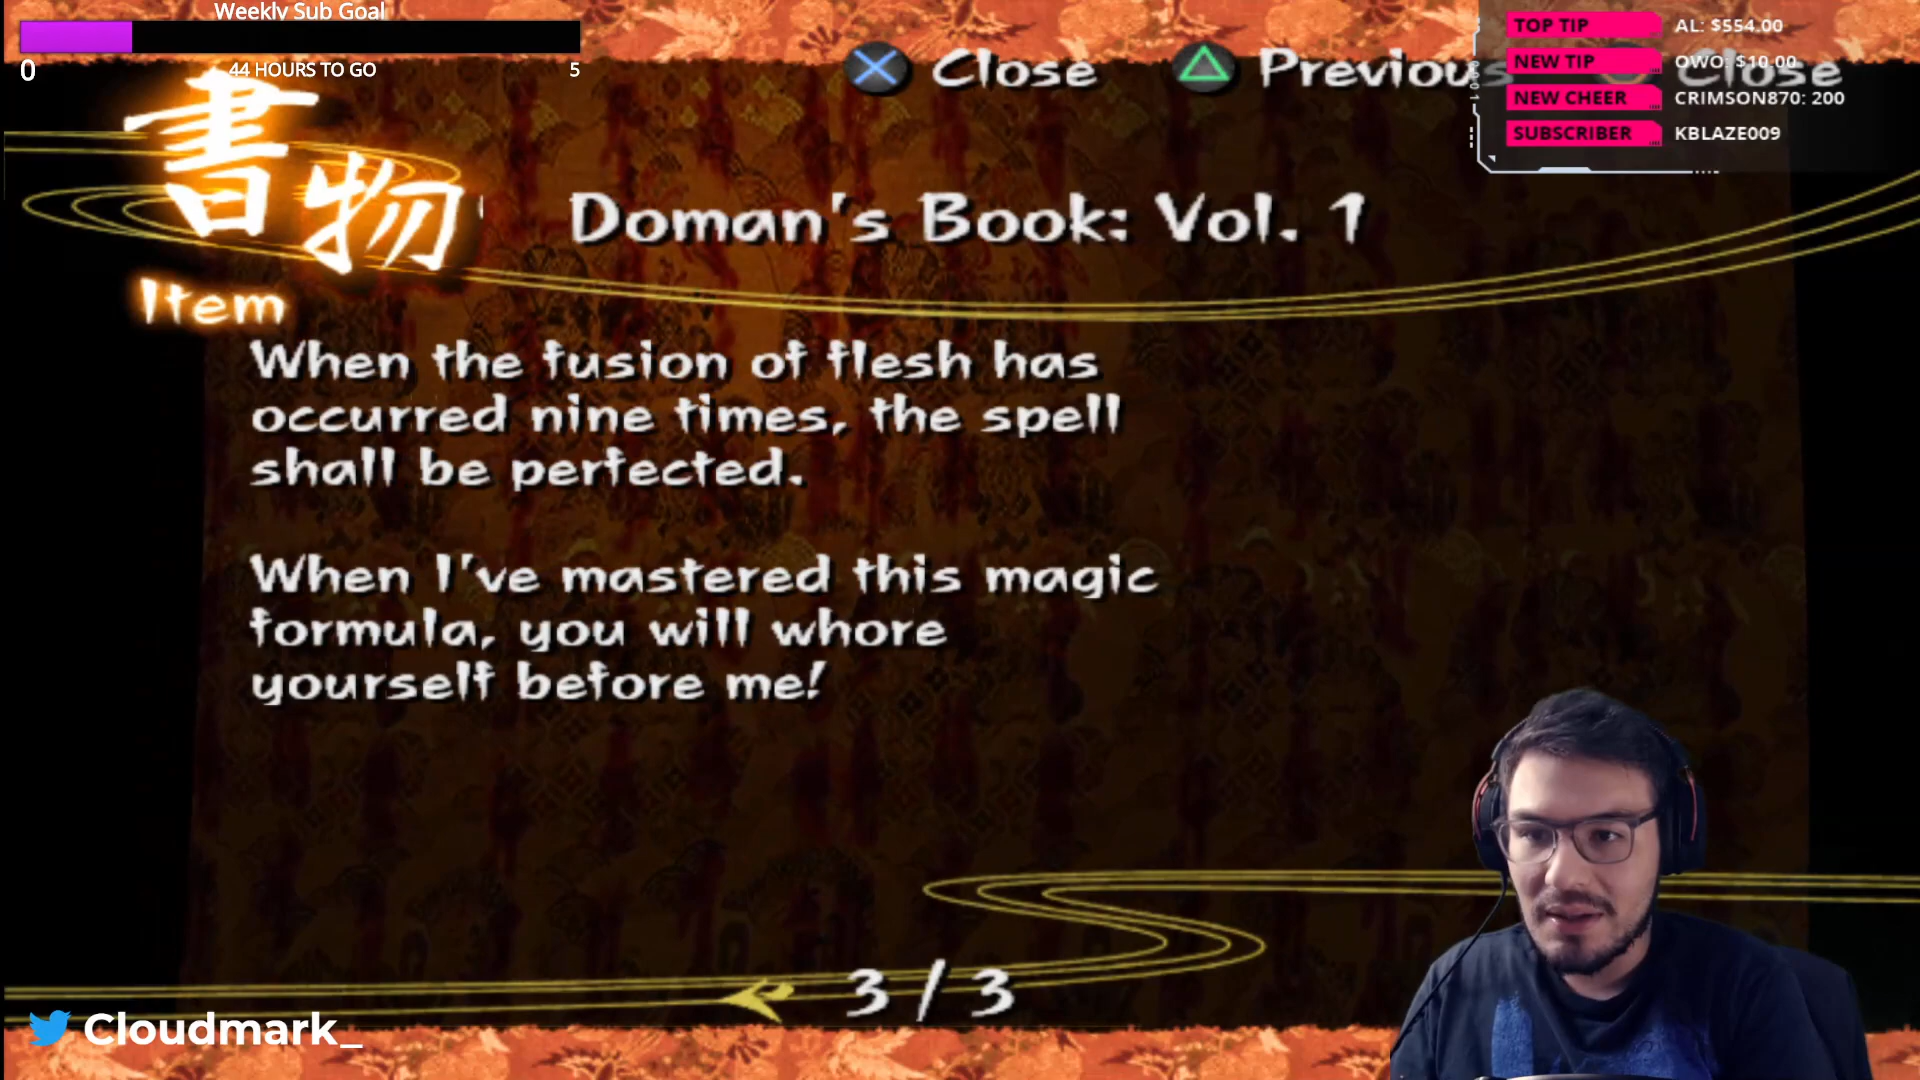 Weekly Sub Goal
0
44 HOURS TO GO
5
Close
Previous
Close
TOP TIP
AL: $554.00
NEW TIP
OWO: $10.00
NEW CHEER
CRIMSON870: 200
SUBSCRIBER
KBLAZE009
書物
Item
Doman's Book: Vol. 1
When the fusion of flesh has
occurred nine times, the spell
shall be perfected.
When I've mastered this magic
formula, you will whore
yourself before me!
3 / 3
Cloudmark_